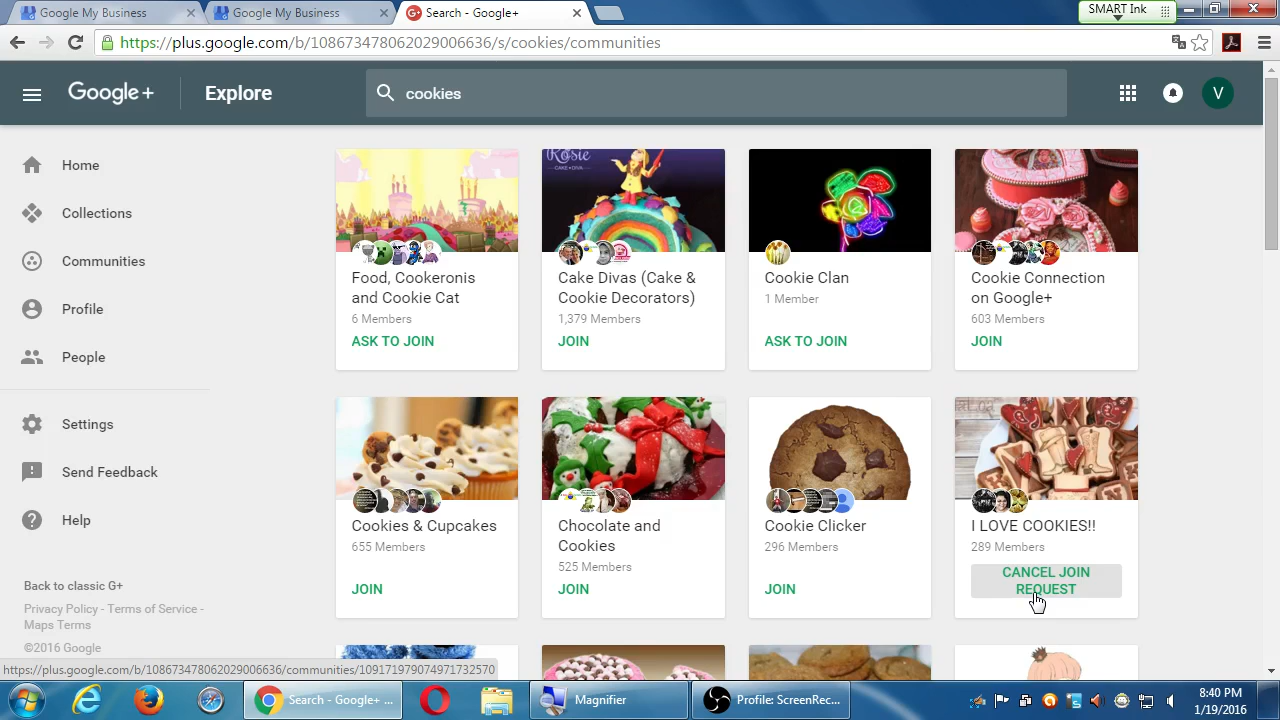 Google My Business
Google My Business
Search - Google+
SMART Ink
https://plus.google.com/b/108673478062029006636/s/cookies/communities
Google+
Explore
cookies
V
Home
Collections
Communities
Profile
People
Settings
Send Feedback
Help
Back to classic G+
Privacy Policy - Terms of Service -
Maps Terms
©2016 Google
Food, Cookeronis
and Cookie Cat
6 Members
ASK TO JOIN
Rosie
CAKE DIVA
Cake Divas (Cake &
Cookie Decorators)
1,379 Members
JOIN
Cookie Clan
1 Member
ASK TO JOIN
Cookie Connection
on Google+
603 Members
JOIN
Cookies & Cupcakes
655 Members
JOIN
Chocolate and
Cookies
525 Members
JOIN
Cookie Clicker
296 Members
JOIN
I LOVE COOKIES!!
289 Members
CANCEL JOIN
REQUEST
https://plus.google.com/b/108673478062029006636/communities/109171979074971732570
Search - Google+ ...
Magnifier
Profile: ScreenRec...
8:40 PM
1/19/2016